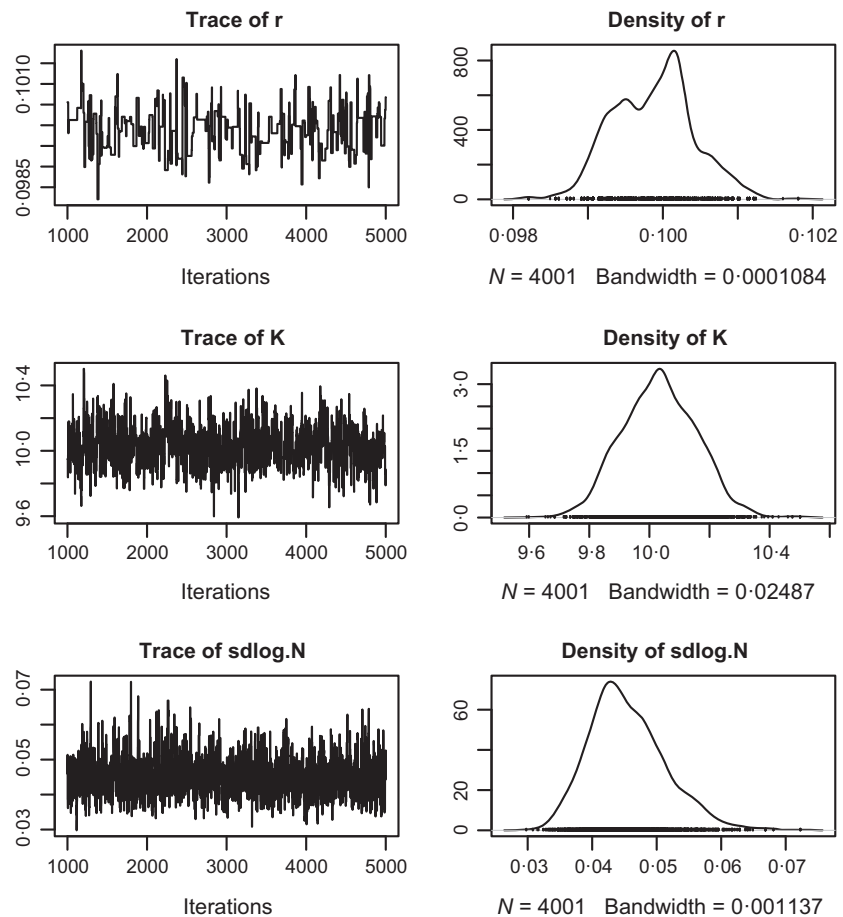 Trace of r
0·1010
0·0985
1000 2000 3000 4000 5000
Iterations
Density of r
800
400
0
0·098 0·100 0·102
N = 4001 Bandwidth = 0·0001084
Trace of K
10·4
10·0
9·6
1000 2000 3000 4000 5000
Iterations
Density of K
3·0
1·5
0·0
9·6 9·8 10·0 10·4
N = 4001 Bandwidth = 0·02487
Trace of sdlog.N
0·07
0·05
0·03
1000 2000 3000 4000 5000
Iterations
Density of sdlog.N
60
20
0
0·03 0·04 0·05 0·06 0·07
N = 4001 Bandwidth = 0·001137